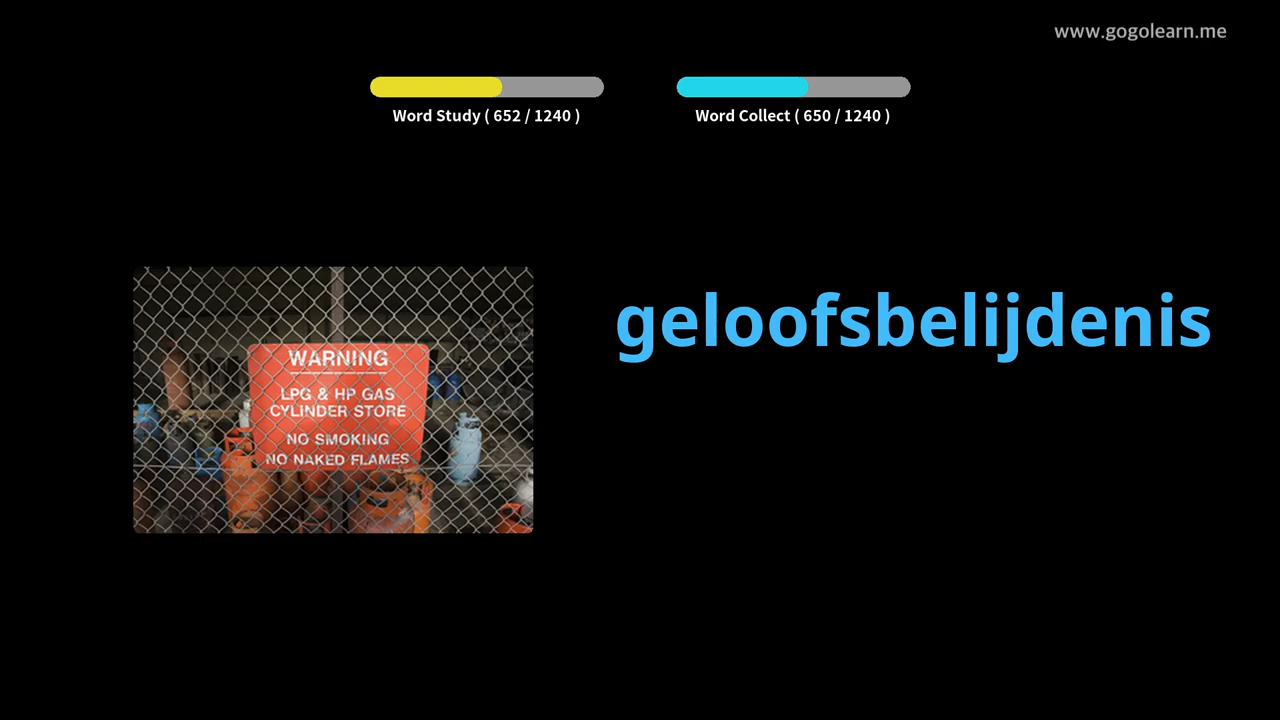 www.gogolearn.me
Word Study ( 652 / 1240 )
Word Collect ( 650 / 1240 )
geloofsbelijdenis
WARNING
LPG & HP GAS
CYLINDER STORE
NO SMOKING
NO NAKED FLAMES